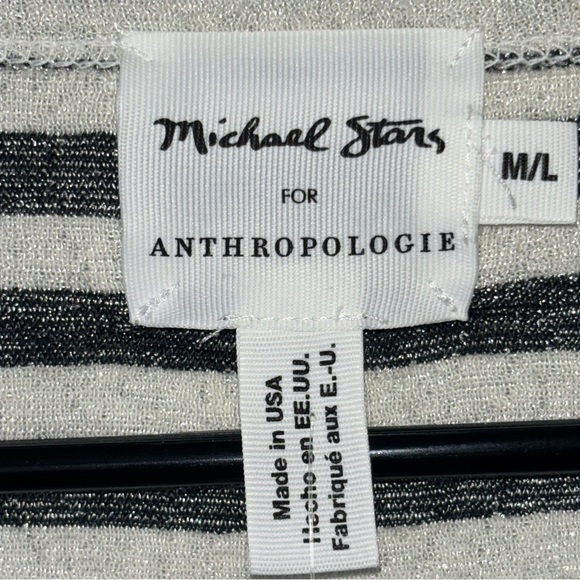 Michael Stars
FOR
ANTHROPOLOGIE
M/L
Made in USA
Hecho en EE.UU.
Fabriqué aux E.-U.